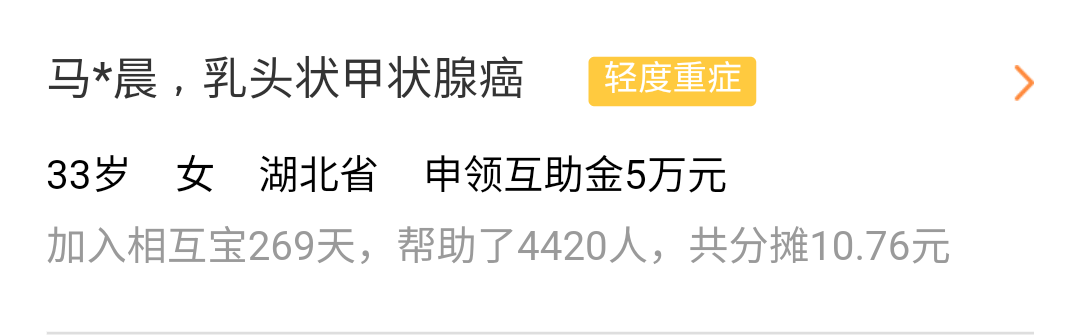 马*晨，乳头状甲状腺癌 轻度重症
33岁 女 湖北省 申领互助金5万元
加入相互宝269天，帮助了4420人，共分摊10.76元